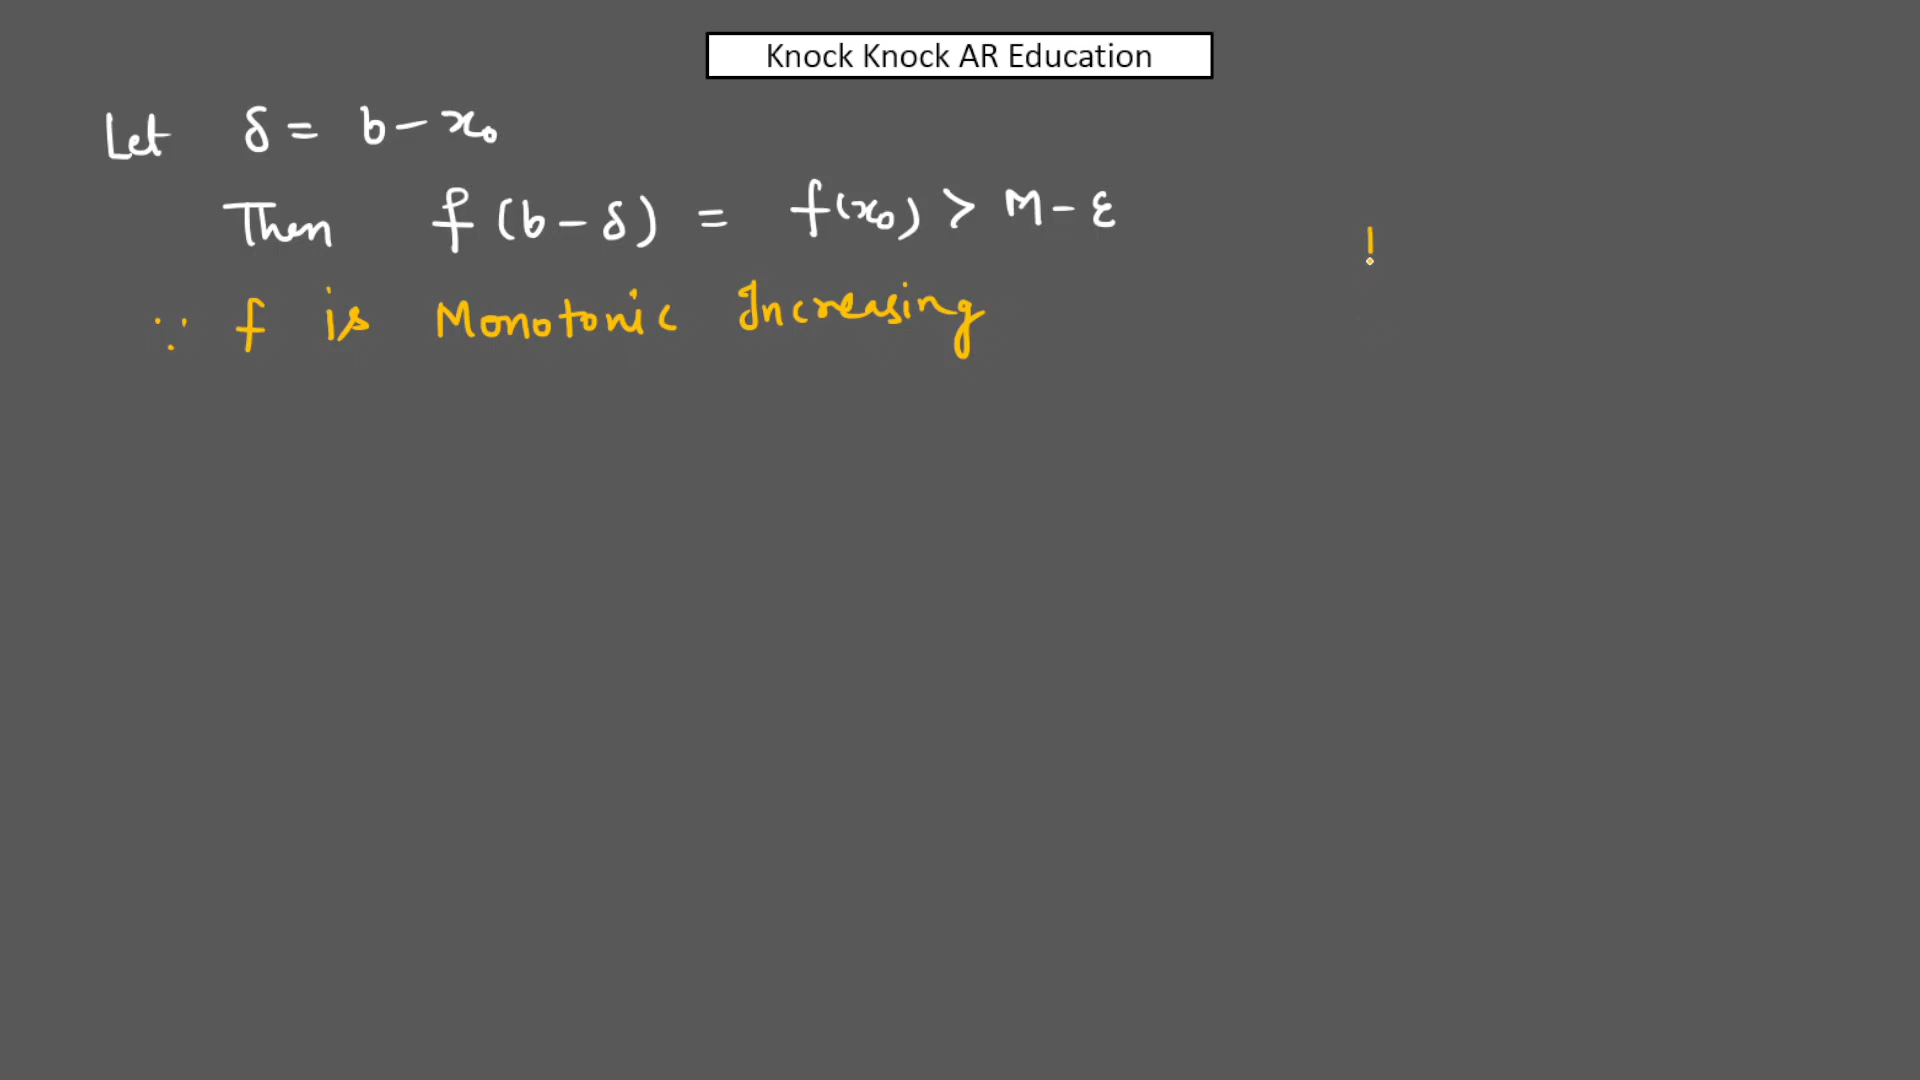 Knock Knock AR Education
Let δ = b - x₀
Then f(b-δ) = f(x₀) > M - ε
∵ f is Monotonic Increasing